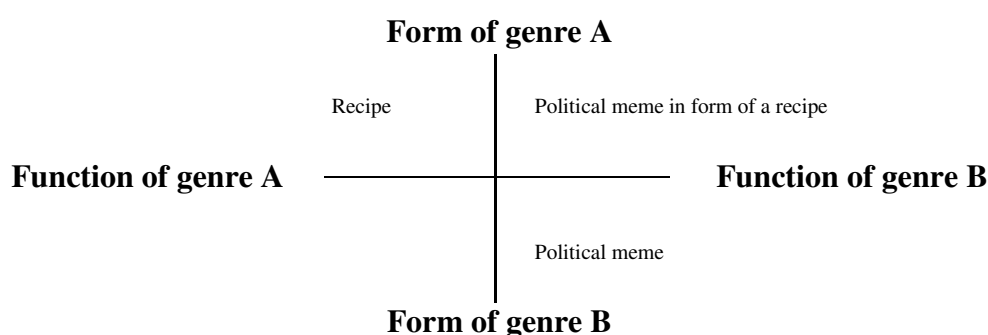 Form of genre A
Recipe
Political meme in form of a recipe
Function of genre A
Function of genre B
Political meme
Form of genre B